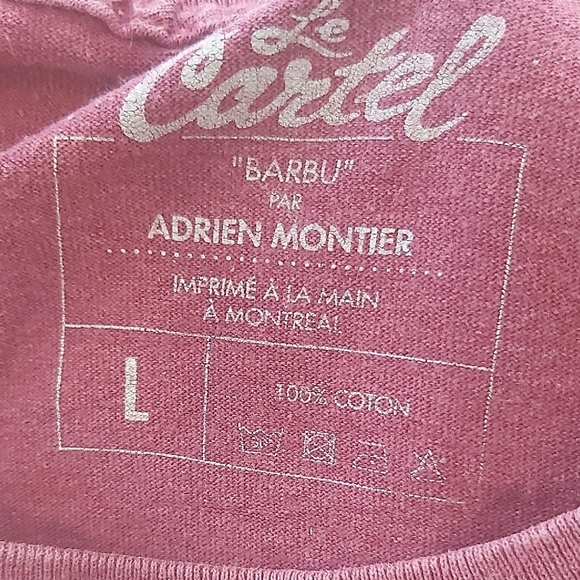 Le
Cartel
"BARBU"
PAR
ADRIEN MONTIER
IMPRIMÉ À LA MAIN
À MONTRÉAL
L
100% COTON